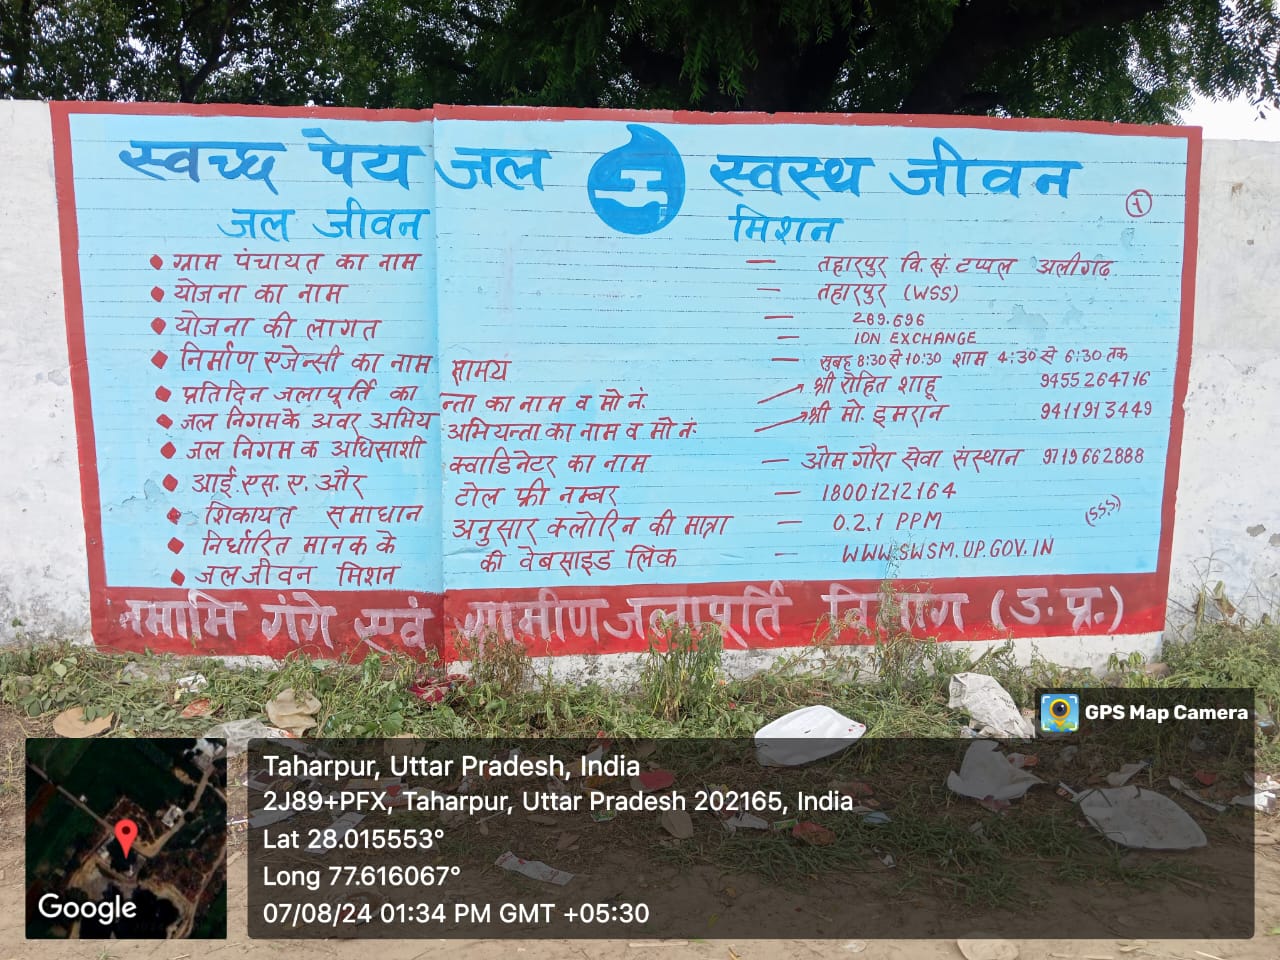 स्वच्छ पेय जल स्वस्थ जीवन
जल जीवन मिशन
१
ग्राम पंचायत का नाम — तहारपुर वि.खं. टप्पल अलीगढ़
योजना का नाम — तहारपुर (WSS)
योजना की लागत — 289.696
निर्माण एजेन्सी का नाम — ION EXCHANGE
प्रतिदिन जलापूर्ति का सामय — सुबह 8:30 से 10:30 शाम 4:30 से 6:30 तक
जल निगम के अवर अभियन्ता का नाम व मो नं. श्री रोहित शाहू 9455264716
जल निगम क अधिसाशी अभियन्ता का नाम व मो नं. श्री मो. इमरान 9411913449
आई.एस.ए. और क्वाडिनेटर का नाम — ओम गौरा सेवा संस्थान 9719662888
शिकायत समाधान टोल फ्री नम्बर — 18001212164
निर्धारित मानक के अनुसार क्लोरिन की मात्रा — 0.2.1 PPM
जल जीवन मिशन की वेबसाइड लिंक — WWW.SWSM.UP.GOV.IN
नमामि गंगे एवं ग्रामीण जलापूर्ति विभाग (उ.प्र.)
GPS Map Camera
Taharpur, Uttar Pradesh, India
2J89+PFX, Taharpur, Uttar Pradesh 202165, India
Lat 28.015553°
Long 77.616067°
07/08/24 01:34 PM GMT +05:30
Google